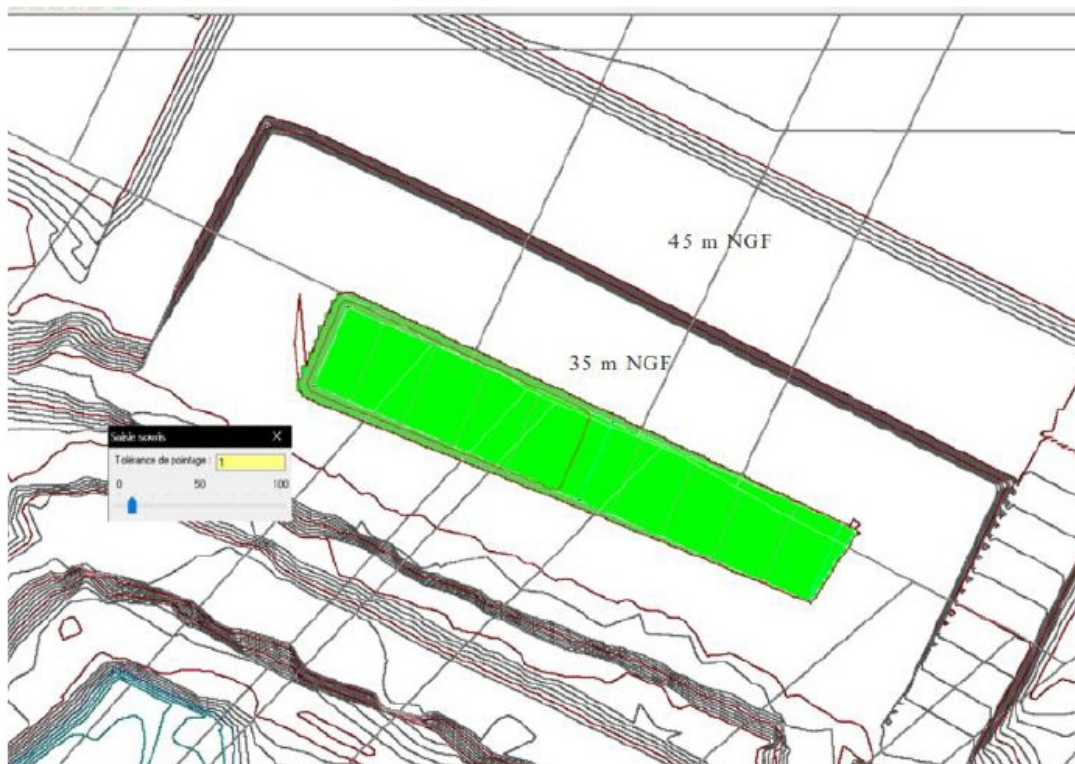 45 m NGF
35 m NGF
Saisie souris X
Tolérance de pointage : 1
0 50 100